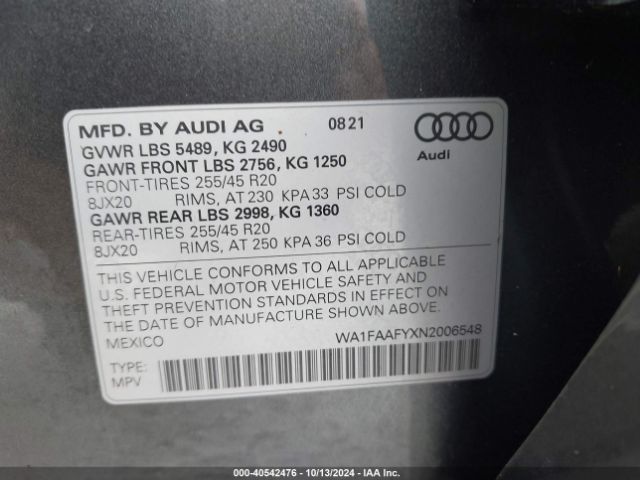 MFD. BY AUDI AG 0821
Audi
GVWR LBS 5489, KG 2490
GAWR FRONT LBS 2756, KG 1250
FRONT-TIRES 255/45 R20
8JX20 RIMS, AT 230 KPA 33 PSI COLD
GAWR REAR LBS 2998, KG 1360
REAR-TIRES 255/45 R20
8JX20 RIMS, AT 250 KPA 36 PSI COLD
THIS VEHICLE CONFORMS TO ALL APPLICABLE
U.S. FEDERAL MOTOR VEHICLE SAFETY AND
THEFT PREVENTION STANDARDS IN EFFECT ON
THE DATE OF MANUFACTURE SHOWN ABOVE.
MEXICO WA1FAAFYXN2006548
TYPE:
MPV
000-40542476 - 10/13/2024 - IAA Inc.